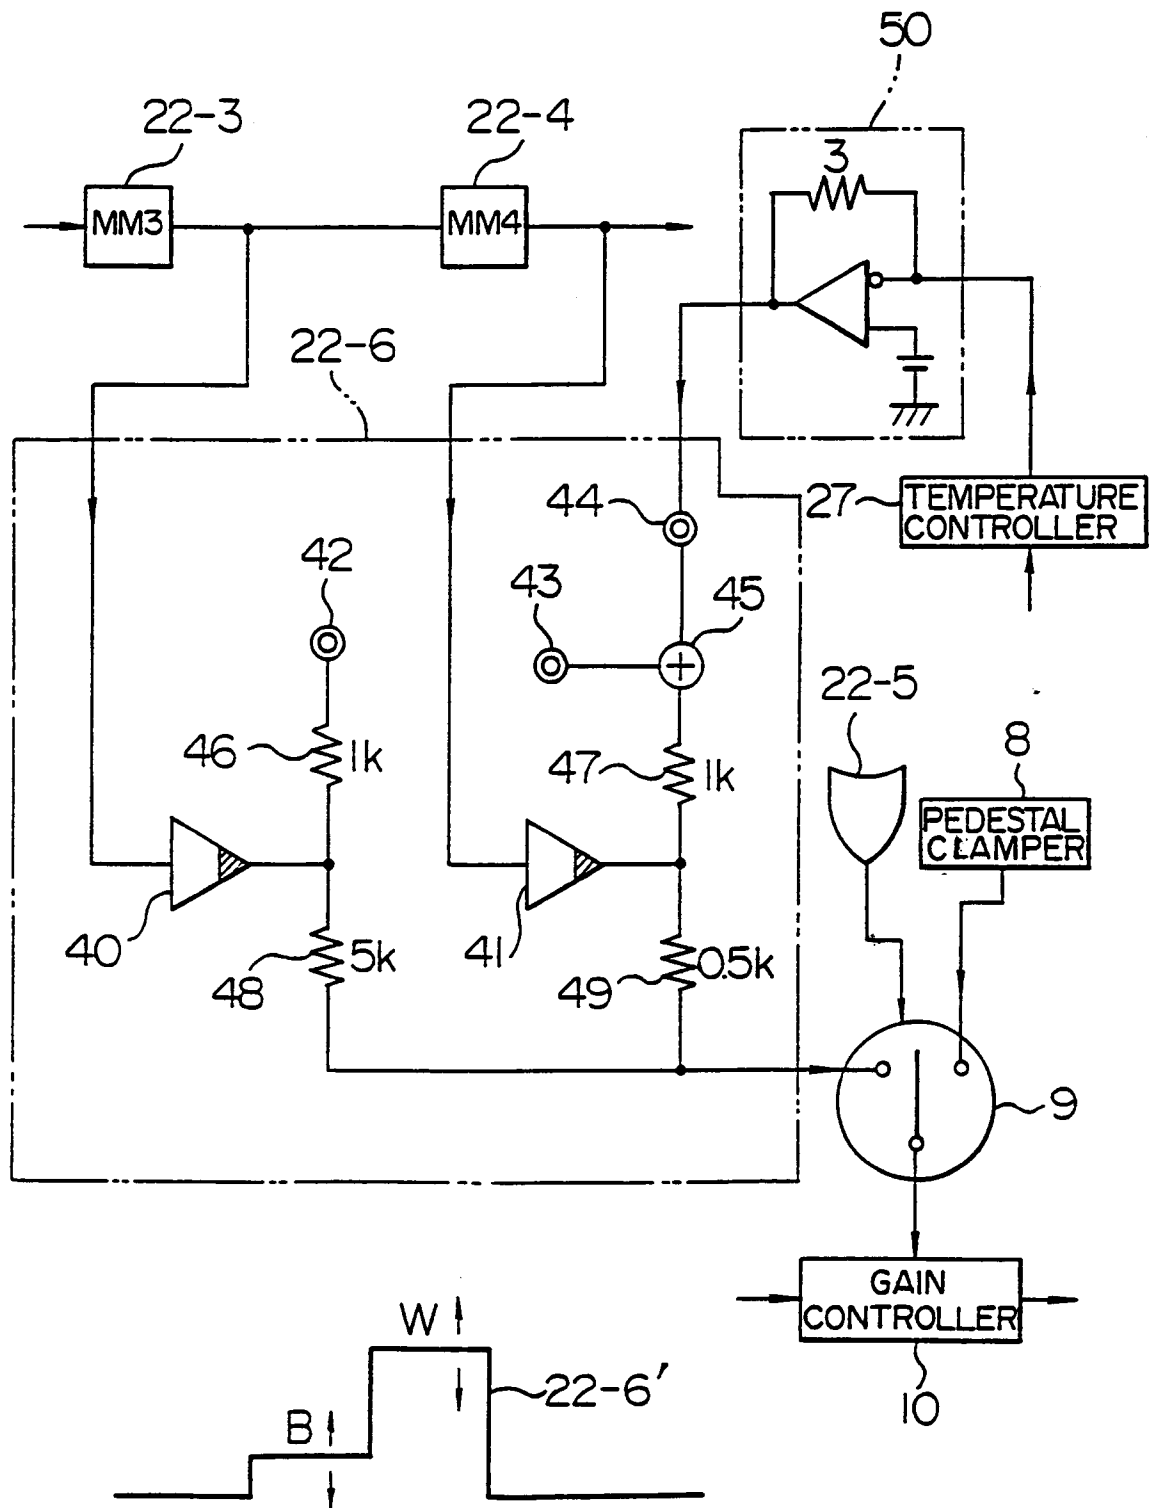 50
22-3
22-4
3
MM3
MM4
22-6
27
TEMPERATURE
CONTROLLER
44
42
43
45
22-5
8
46
1k
47
1k
PEDESTAL
CLAMPER
40
41
48
5k
49
0.5k
9
GAIN
CONTROLLER
W
22-6'
10
B